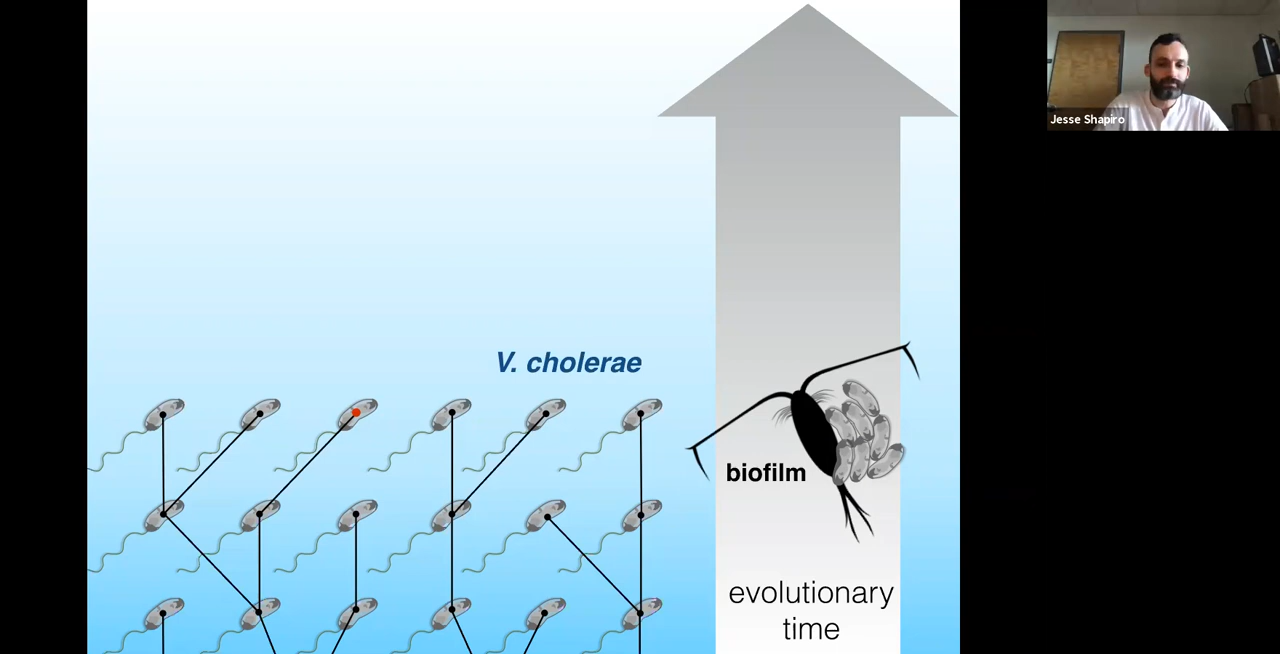 Jesse Shapiro
V. cholerae
biofilm
evolutionary
time